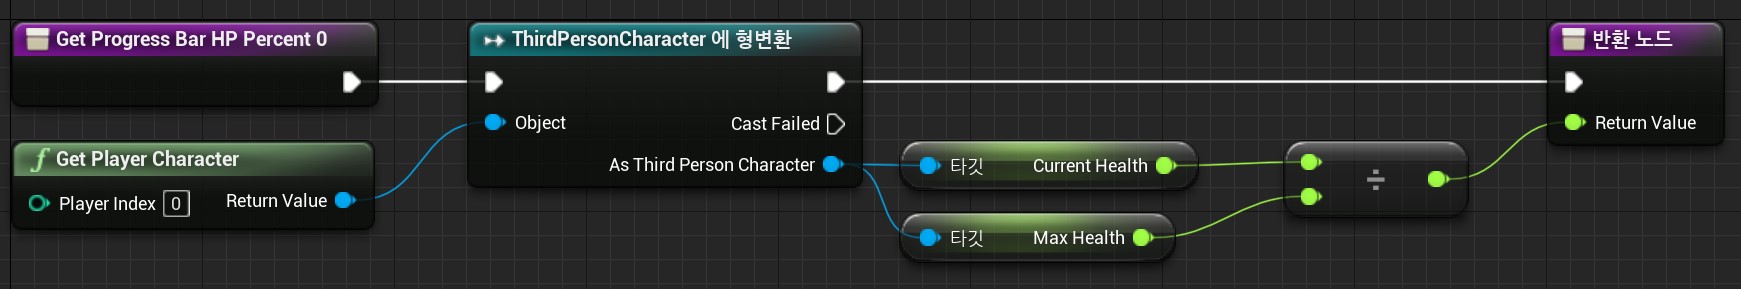 Get Progress Bar HP Percent 0
Get Player Character
Player Index 0 Return Value
ThirdPersonCharacter 에 형변환
Object Cast Failed
As Third Person Character
타깃 Current Health
타깃 Max Health
÷
반환 노드
Return Value